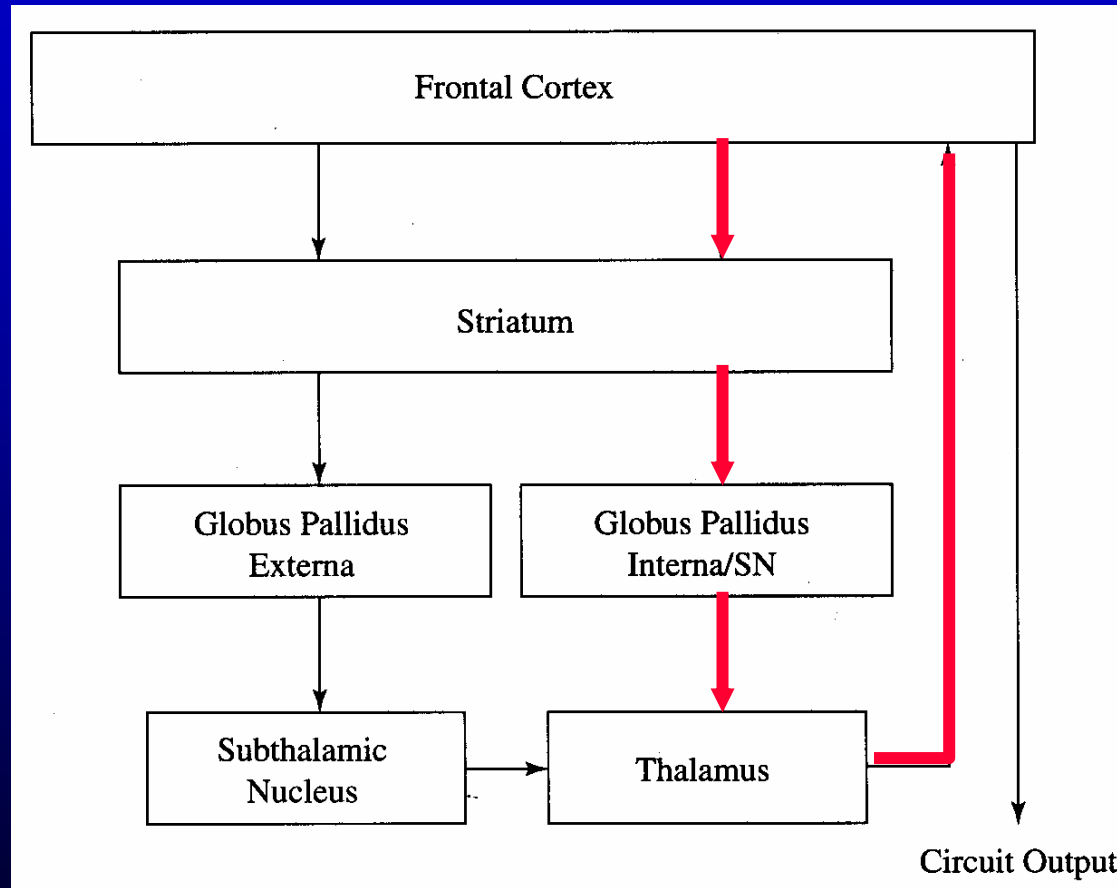 Frontal Cortex
Striatum
Globus Pallidus
Externa
Globus Pallidus
Interna/SN
Subthalamic
Nucleus
Thalamus
Circuit Output